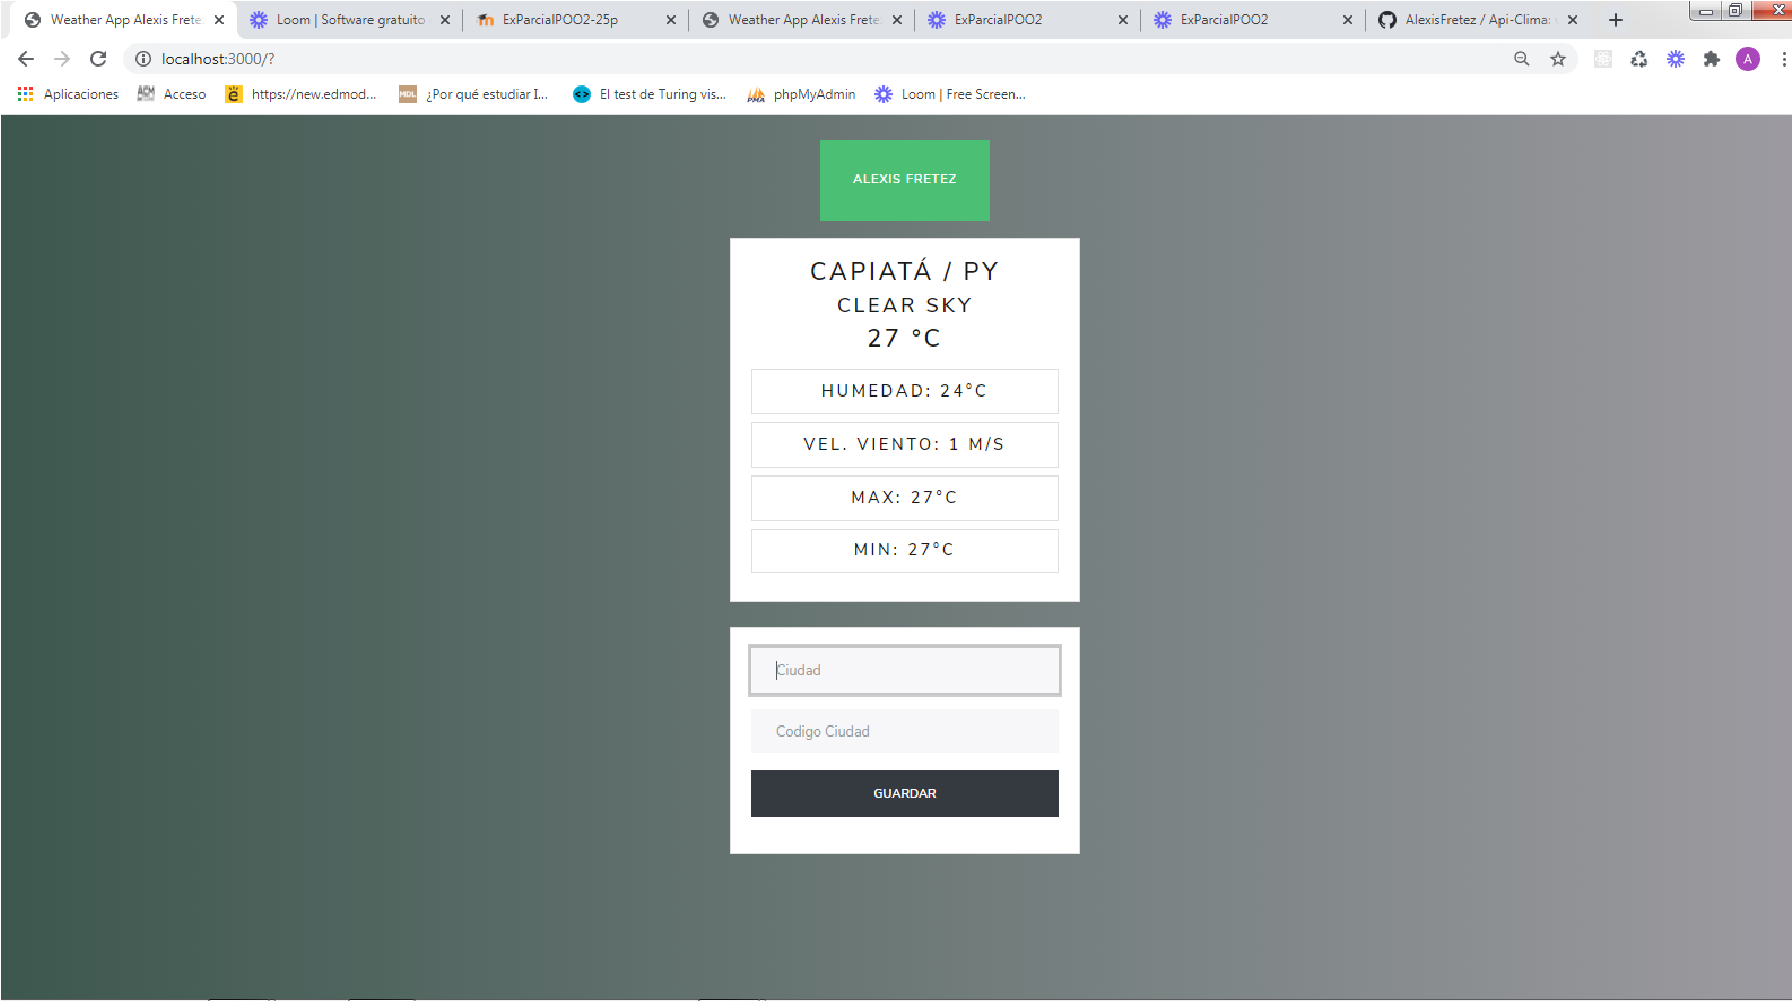 Weather App Alexis Frete
Loom | Software gratuito
ExParcialPOO2-25p
Weather App Alexis Frete
ExParcialPOO2
ExParcialPOO2
AlexisFretez / Api-Clima:
localhost:3000/?
A
Aplicaciones
Acceso
https://new.edmod...
MDL
¿Por qué estudiar I...
El test de Turing vis...
PMA
phpMyAdmin
Loom | Free Screen...
ALEXIS FRETEZ
CAPIATÁ / PY
CLEAR SKY
27 °C
HUMEDAD: 24°C
VEL. VIENTO: 1 M/S
MAX: 27°C
MIN: 27°C
Ciudad
Codigo Ciudad
GUARDAR